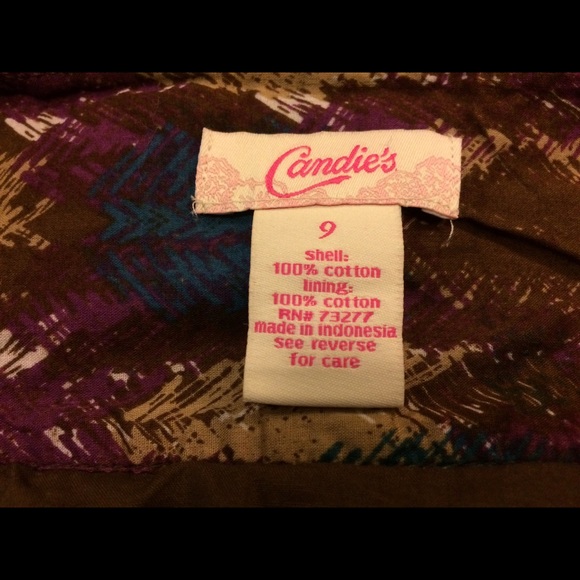 Candie's
9
shell:
100% cotton
lining:
100% cotton
RN# 73277
made in indonesia
see reverse
for care